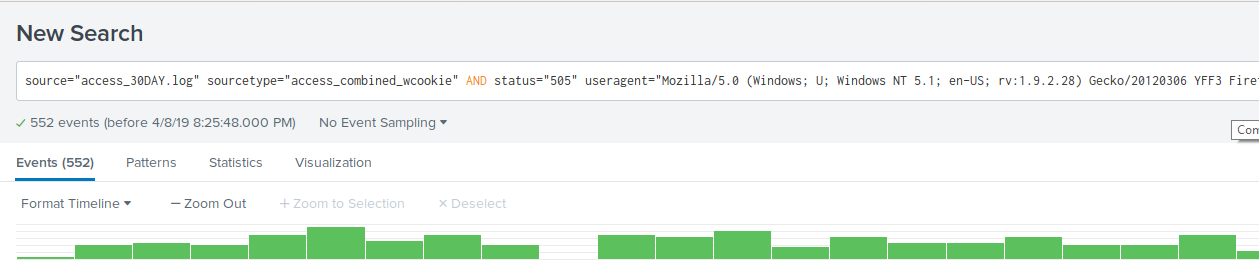 New Search
source="access_30DAY.log" sourcetype="access_combined_wcookie" AND status="505" useragent="Mozilla/5.0 (Windows; U; Windows NT 5.1; en-US; rv:1.9.2.28) Gecko/20120306 YFF3 Firef
✓ 552 events (before 4/8/19 8:25:48.000 PM) No Event Sampling
Com
Events (552) Patterns Statistics Visualization
Format Timeline — Zoom Out + Zoom to Selection × Deselect